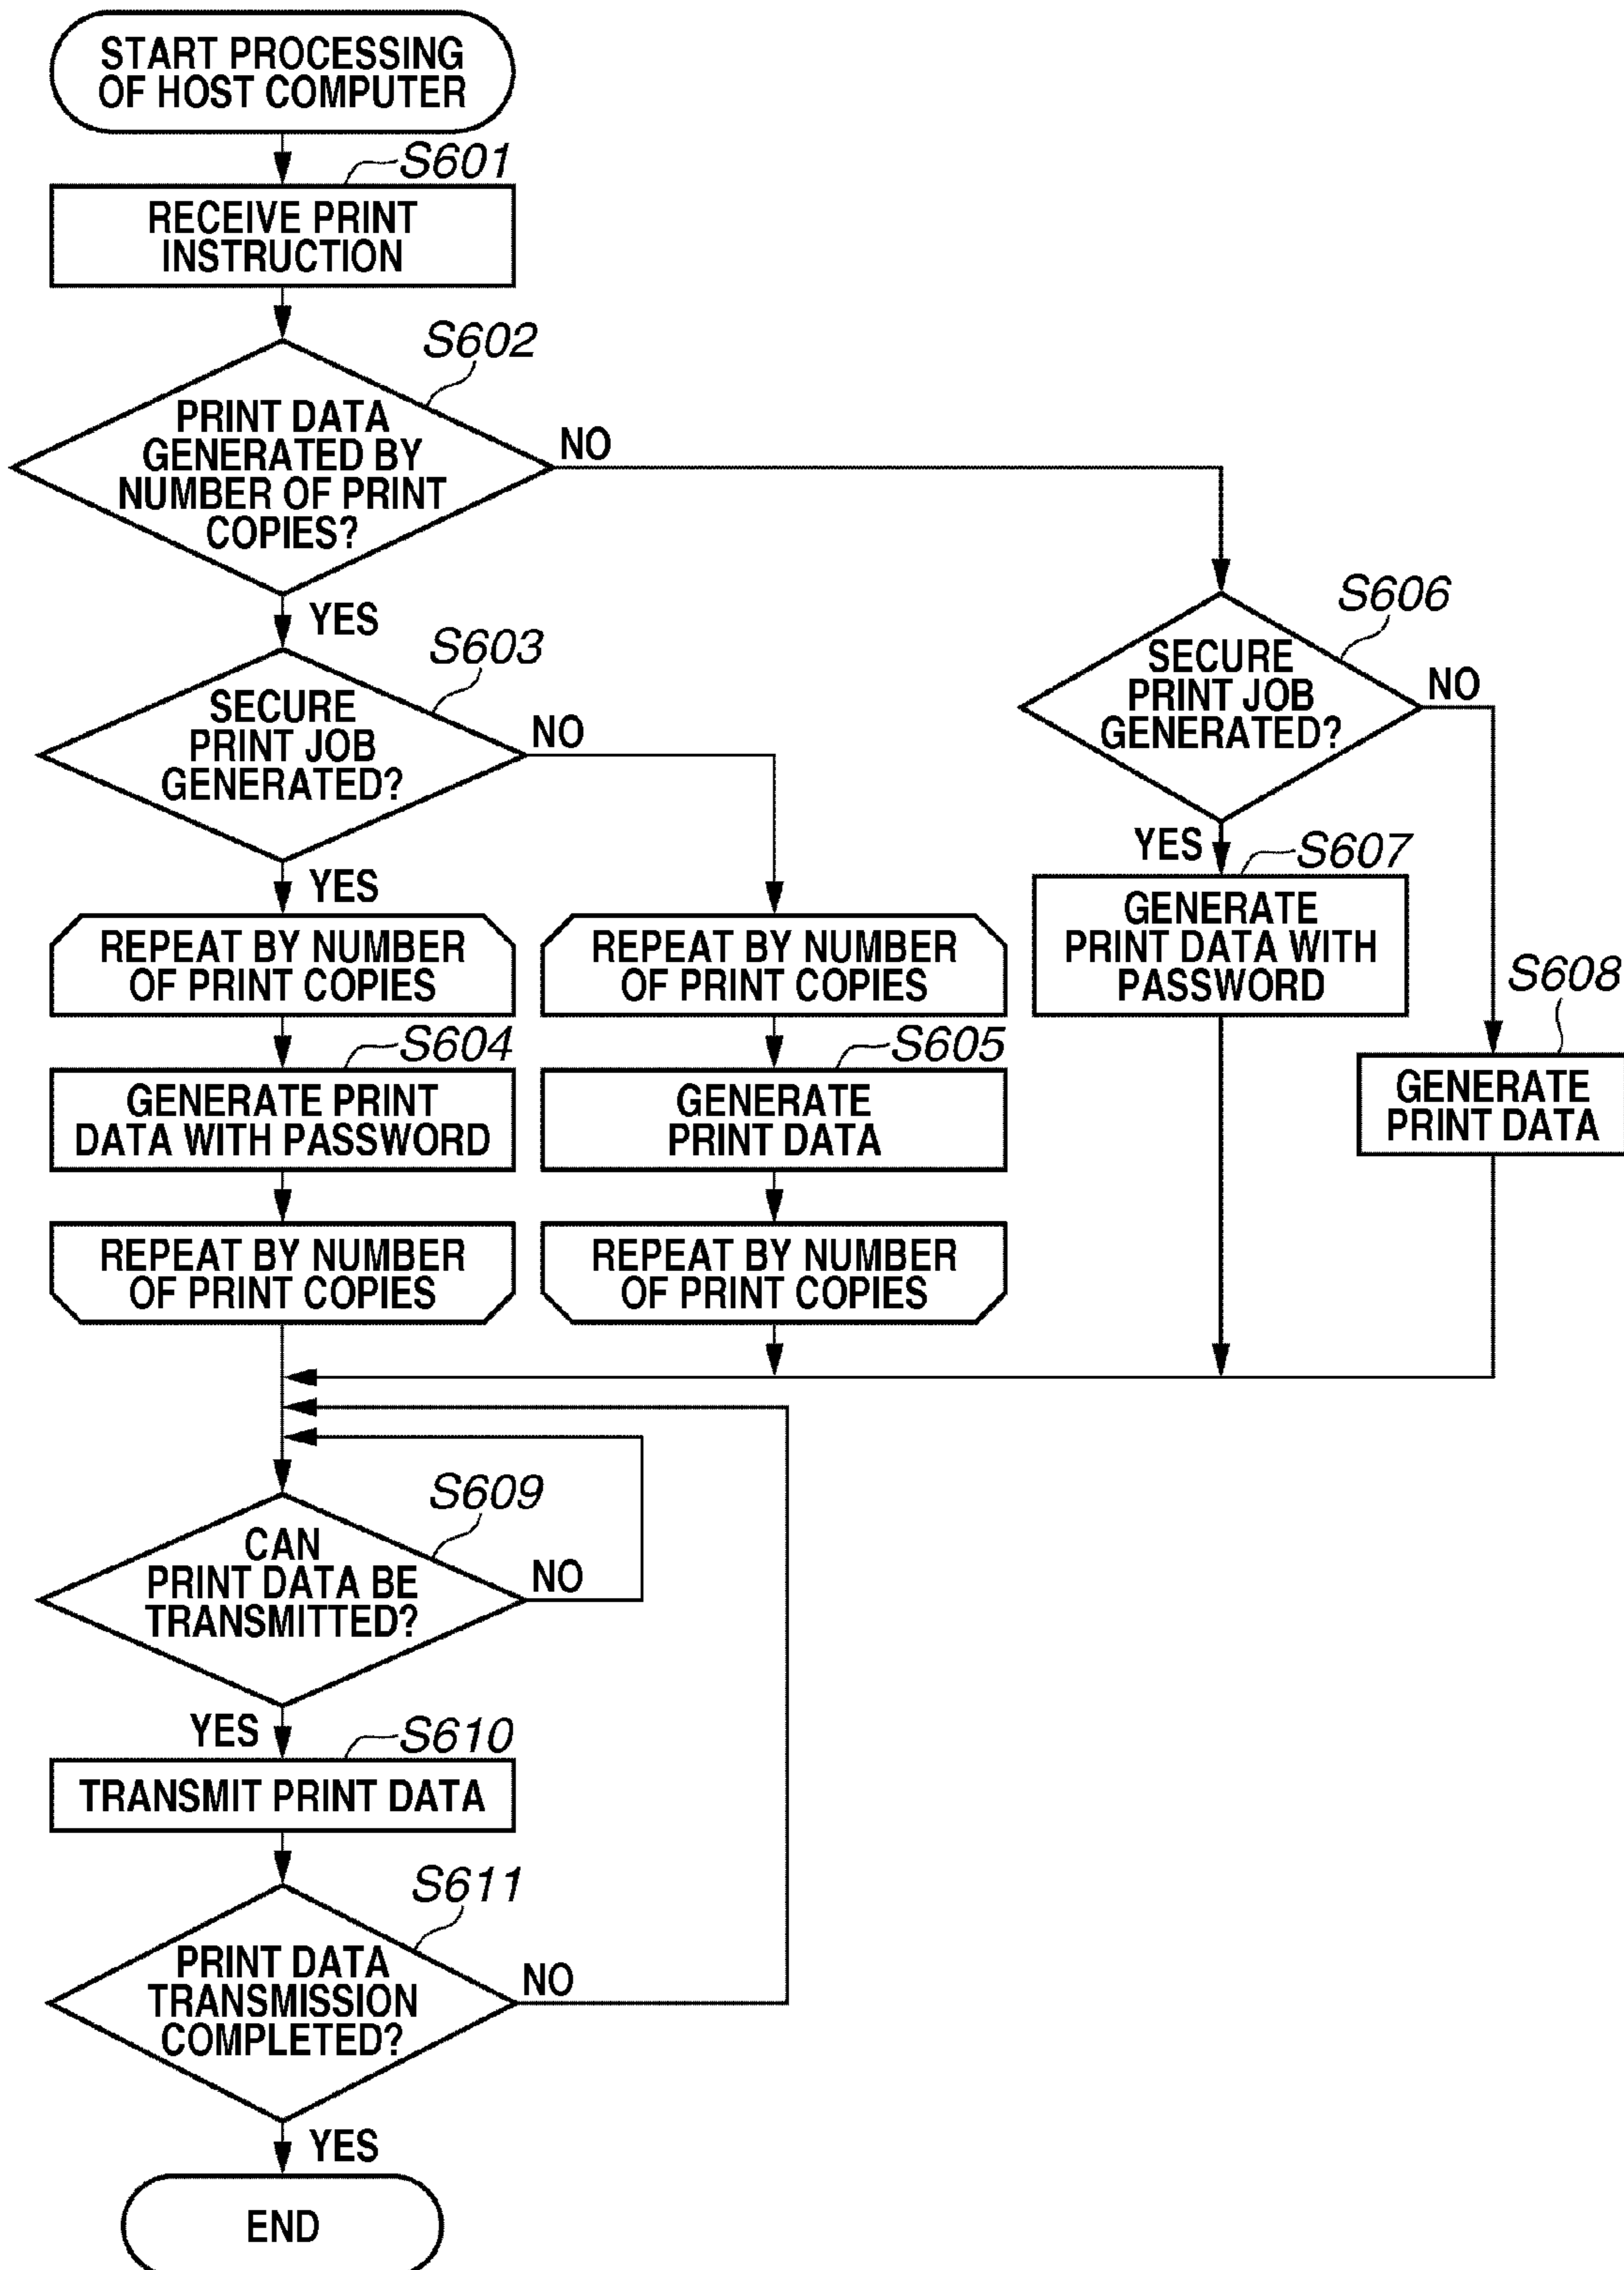 START PROCESSING
OF HOST COMPUTER
S601
RECEIVE PRINT
INSTRUCTION
S602
PRINT DATA
GENERATED BY
NUMBER OF PRINT
COPIES?
NO
YES
S603
SECURE
PRINT JOB
GENERATED?
NO
YES
S606
SECURE
PRINT JOB
GENERATED?
NO
YES
S607
GENERATE
PRINT DATA WITH
PASSWORD
S608
GENERATE
PRINT DATA
REPEAT BY NUMBER
OF PRINT COPIES
S604
GENERATE PRINT
DATA WITH PASSWORD
REPEAT BY NUMBER
OF PRINT COPIES
REPEAT BY NUMBER
OF PRINT COPIES
S605
GENERATE
PRINT DATA
REPEAT BY NUMBER
OF PRINT COPIES
S609
CAN
PRINT DATA BE
TRANSMITTED?
NO
YES
S610
TRANSMIT PRINT DATA
S611
PRINT DATA
TRANSMISSION
COMPLETED?
NO
YES
END